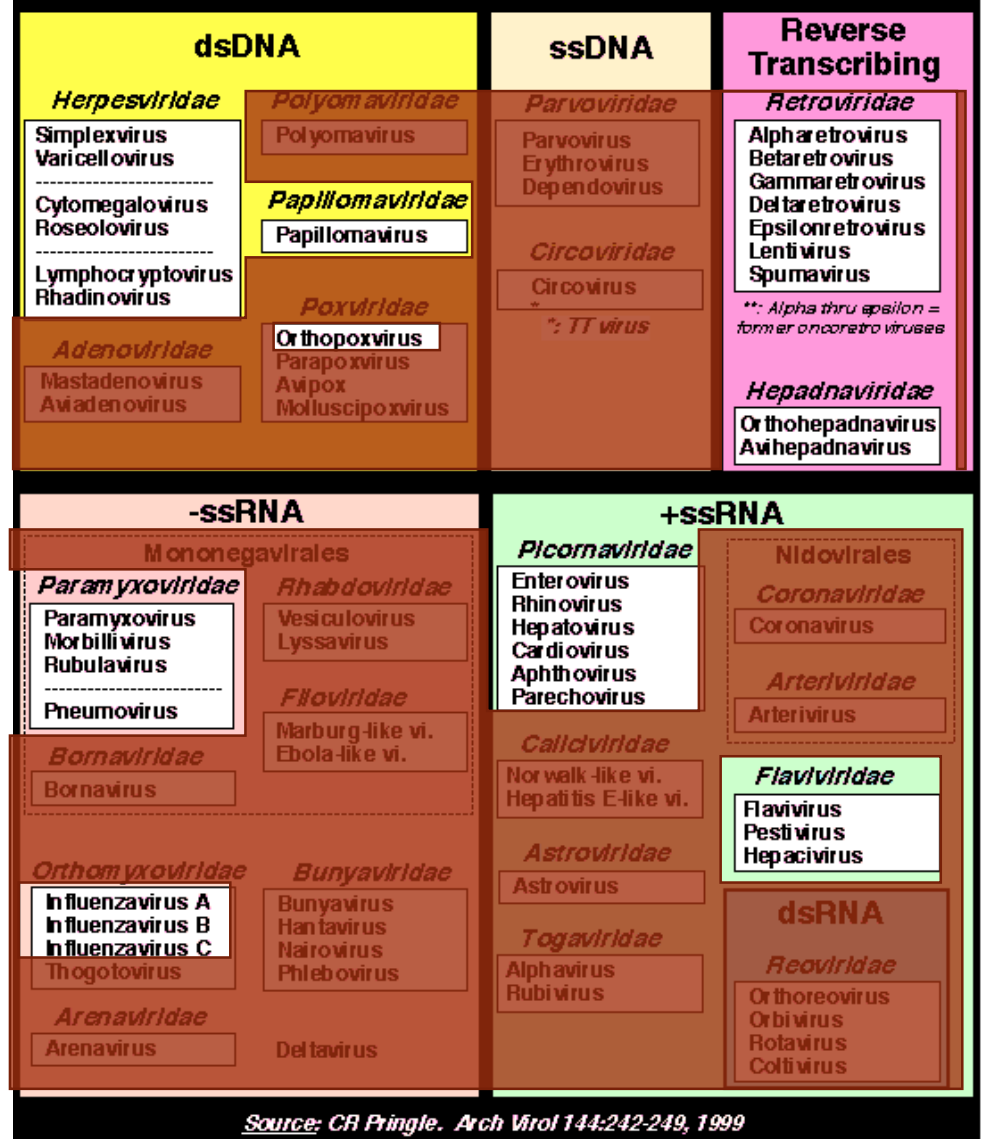 dsDNA
Herpesviridae
Simplexvirus
Varicellovirus
------------------------
Cytomegalovirus
Roseolovirus
------------------------
Lymphocryptovirus
Rhadinovirus
Adenoviridae
Mastadenovirus
Aviadenovirus
Polyomaviridae
Polyomavirus
Papillomaviridae
Papillomavirus
Poxviridae
Orthopoxvirus
Parapoxvirus
Avipox
Molluscipoxvirus
ssDNA
Parvoviridae
Parvovirus
Erythrovirus
Dependovirus
Circoviridae
Circovirus
*
*: TT virus
Reverse
Transcribing
Retroviridae
Alpharetrovirus
Betaretrovirus
Gammaretrovirus
Deltaretrovirus
Epsilonretrovirus
Lentivirus
Spumavirus
**: Alpha thru epsilon =
former oncoretroviruses
Hepadnaviridae
Orthohepadnavirus
Avihepadnavirus
-ssRNA
Mononegavirales
Paramyxoviridae
Paramyxovirus
Morbillivirus
Rubulavirus
------------------------
Pneumovirus
Bornaviridae
Bornavirus
Rhabdoviridae
Vesiculovirus
Lyssavirus
Filoviridae
Marburg-like vi.
Ebola-like vi.
Orthomyxoviridae
Influenzavirus A
Influenzavirus B
Influenzavirus C
Thogotovirus
Arenaviridae
Arenavirus
Bunyaviridae
Bunyavirus
Hantavirus
Nairovirus
Phlebovirus
Deltavirus
+ssRNA
Picornaviridae
Enterovirus
Rhinovirus
Hepatovirus
Cardiovirus
Aphthovirus
Parechovirus
Caliciviridae
Norwalk-like vi.
Hepatitis E-like vi.
Astroviridae
Astrovirus
Togaviridae
Alphavirus
Rubivirus
Nidovirales
Coronaviridae
Coronavirus
Arteriviridae
Arterivirus
Flaviviridae
Flavivirus
Pestivirus
Hepacivirus
dsRNA
Reoviridae
Orthoreovirus
Orbivirus
Rotavirus
Coltivirus
Source: CR Pringle. Arch Virol 144:242-249, 1999